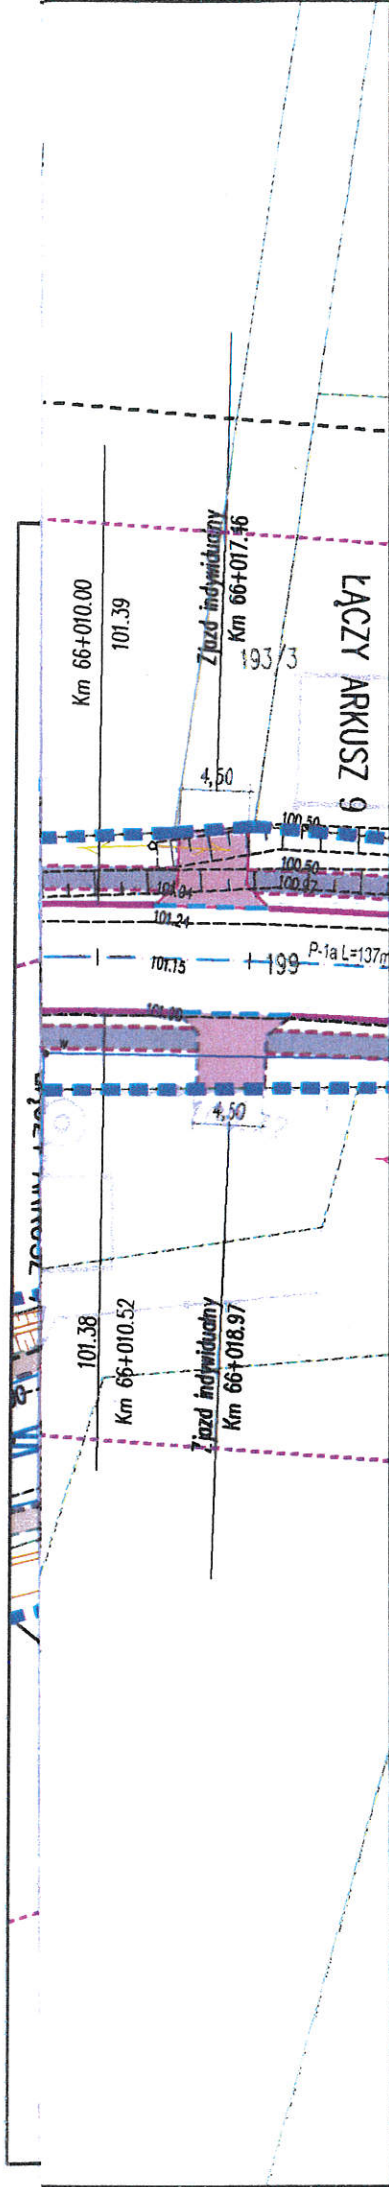 Km 66+010.00
101.39
Zjazd indywidualny
Km 66+017.46
193/3
ŁĄCZY ARKUSZ 9
4,50
100.50
100.50
100.97
101.04
101.24
101.15
199
P-1a L=137m
4,50
101.38
Km 66+010.52
Zjazd indywidualny
Km 66+018.97